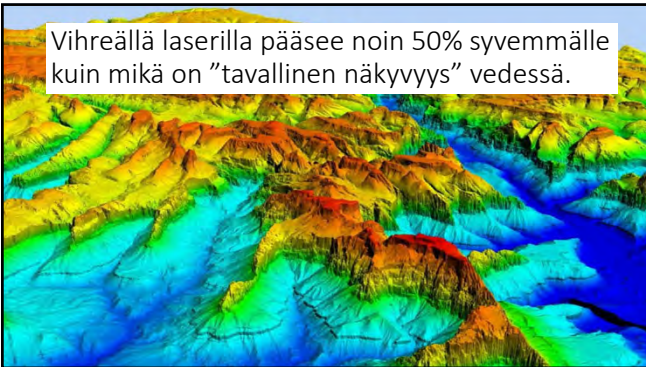 Vihreällä laserilla pääsee noin 50% syvemmälle
kuin mikä on ”tavallinen näkyvyys” vedessä.